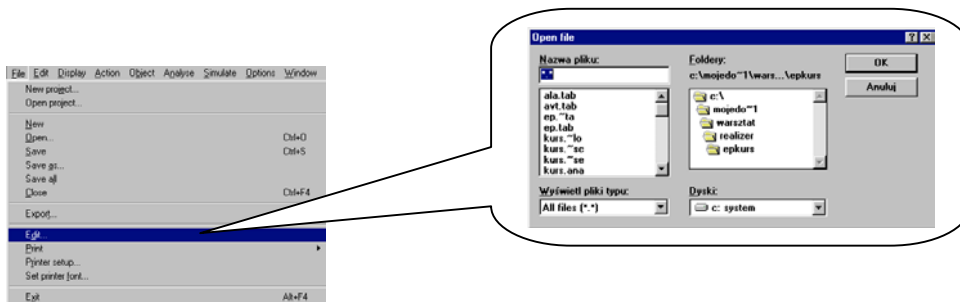 File Edit Display Action Object Analyse Simulate Options Window
New project...
Open project...
New
Open... Ctrl+O
Save Ctrl+S
Save as...
Save all
Close Ctrl+F4
Export...
Edit...
Print
Printer setup...
Set printer font...
Exit Alt+F4
Open file
Nazwa pliku:
*.*
ala.tab
avt.tab
ep.~ta
ep.tab
kurs.~lo
kurs.~sc
kurs.~se
kurs.ana
Wyświetl pliki typu:
All files (*.*)
Foldery:
c:\mojedo~1\wars...\epkurs
c:\
mojedo~1
warsztat
realizer
epkurs
Dyski:
c: system
OK
Anuluj